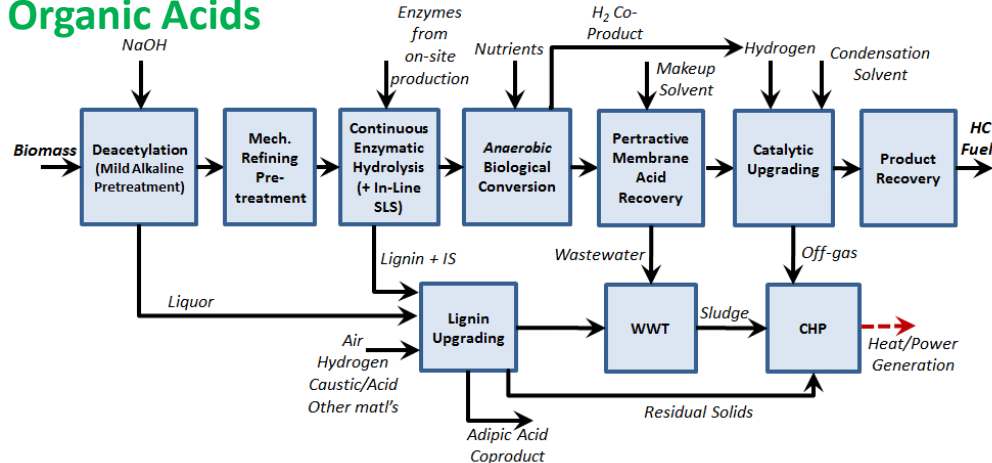 Organic Acids
NaOH
Enzymes
from
on-site
production
Nutrients
H2 Co-
Product
Makeup
Solvent
Hydrogen
Condensation
Solvent
Biomass
Deacetylation
(Mild Alkaline
Pretreatment)
Mech.
Refining
Pre-
treatment
Continuous
Enzymatic
Hydrolysis
(+ In-Line
SLS)
Anaerobic
Biological
Conversion
Pertractive
Membrane
Acid
Recovery
Catalytic
Upgrading
Product
Recovery
HC
Fuel
Lignin + IS
Wastewater
Off-gas
Liquor
Lignin
Upgrading
WWT
Sludge
CHP
Heat/Power
Generation
Air
Hydrogen
Caustic/Acid
Other matl's
Residual Solids
Adipic Acid
Coproduct